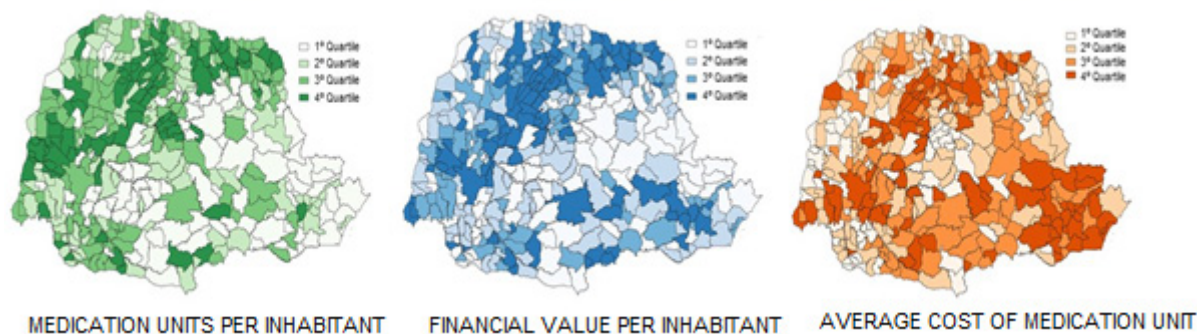 1º Quartile
2º Quartile
3º Quartile
4º Quartile
1º Quartile
2º Quartile
3º Quartile
4º Quartile
1º Quartile
2º Quartile
3º Quartile
4º Quartile
MEDICATION UNITS PER INHABITANT
FINANCIAL VALUE PER INHABITANT
AVERAGE COST OF MEDICATION UNIT